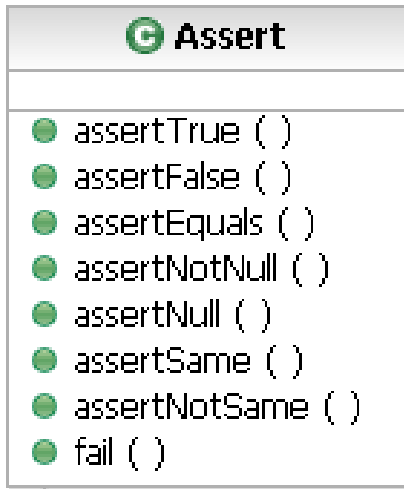 C Assert
assertTrue ( )
assertFalse ( )
assertEquals ( )
assertNotNull ( )
assertNull ( )
assertSame ( )
assertNotSame ( )
fail ( )